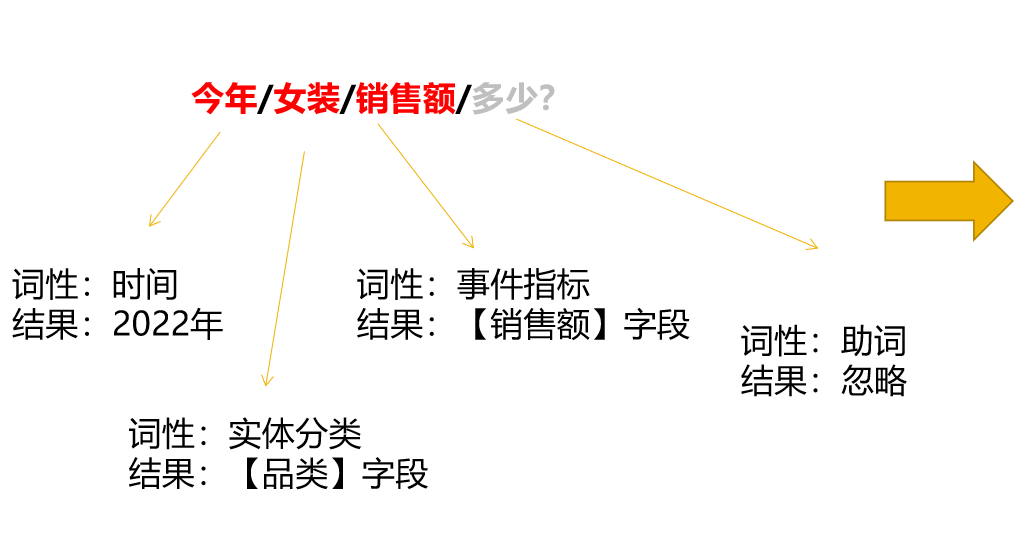 今年/女装/销售额/多少?
词性：时间
结果：2022年
词性：事件指标
结果：【销售额】字段
词性：助词
结果：忽略
词性：实体分类
结果：【品类】字段